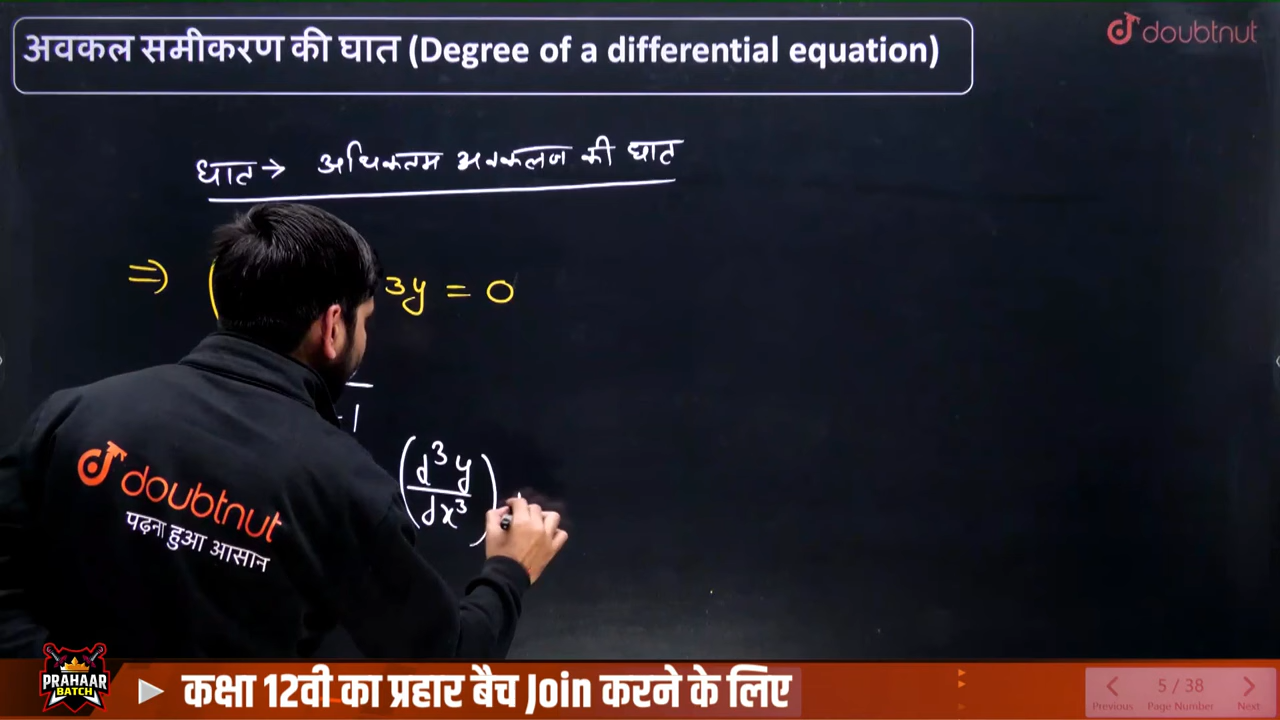 अवकल समीकरण की घात (Degree of a differential equation)
doubtnut
घात → अधिकतम अवकलज की घात
⇒ ( 3y = 0
-1
(d³y/dx³)
doubtnut
पढ़ना हुआ आसान
PRAHAAR
BATCH
कक्षा 12वी का प्रहार बैच Join करने के लिए
5 / 38
Previous Page Number Next